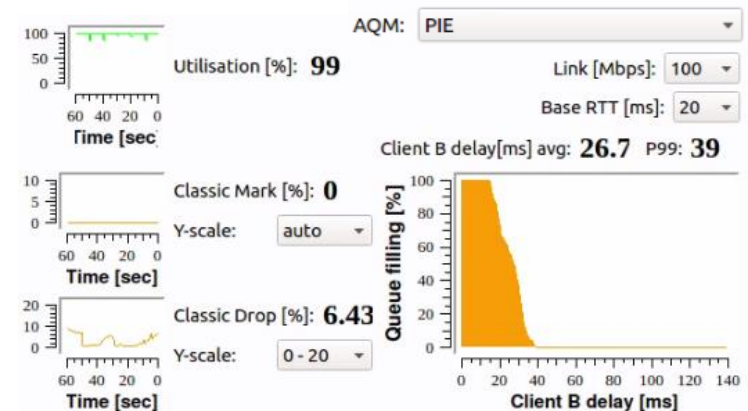 AQM: PIE
100
50
0
Utilisation [%]: 99
Link [Mbps]: 100
60 40 20 0
Time [sec]
Base RTT [ms]: 20
Client B delay[ms] avg: 26.7 P99: 39
10
5
0
Classic Mark [%]: 0
Y-scale: auto
60 40 20 0
Time [sec]
20
10
0
Classic Drop [%]: 6.43
Y-scale: 0 - 20
60 40 20 0
Time [sec]
Queue filling [%]
100
80
60
40
20
0
0 20 40 60 80 100 120 140
Client B delay [ms]